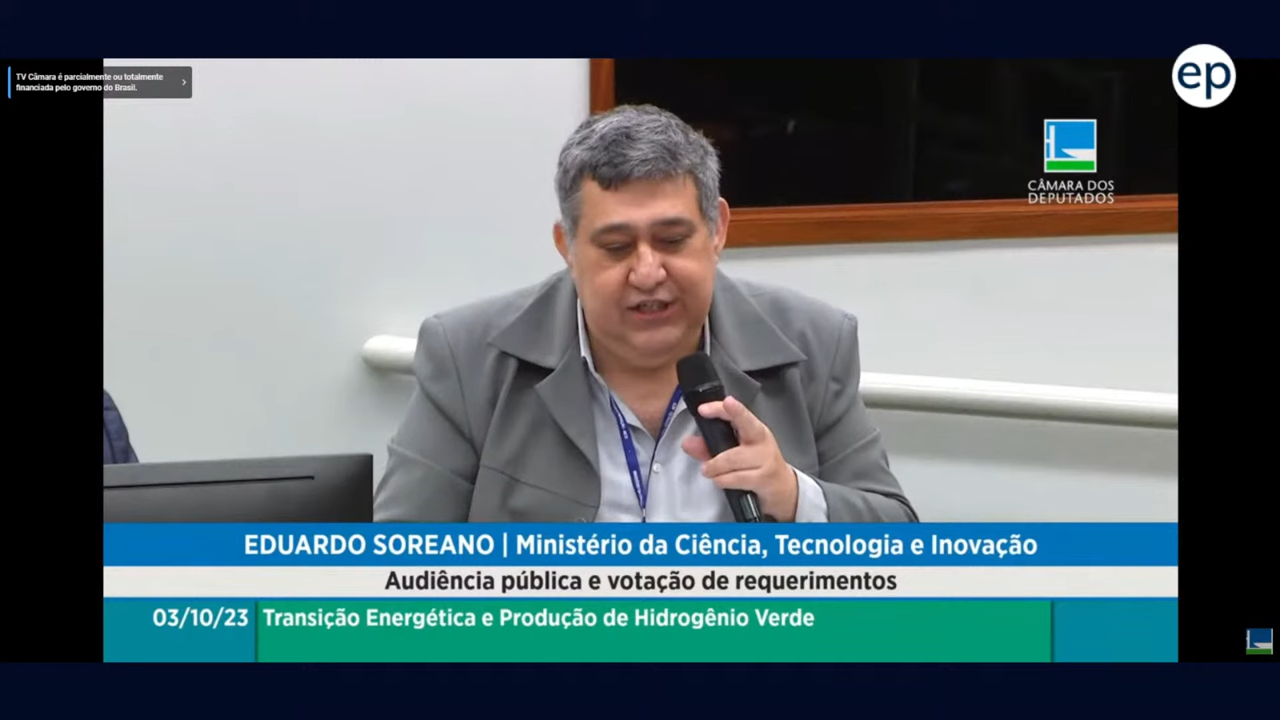 TV Câmara é parcialmente ou totalmente
financiada pelo governo do Brasil.
ep
CÂMARA DOS
DEPUTADOS
EDUARDO SOREANO | Ministério da Ciência, Tecnologia e Inovação
Audiência pública e votação de requerimentos
03/10/23 Transição Energética e Produção de Hidrogênio Verde